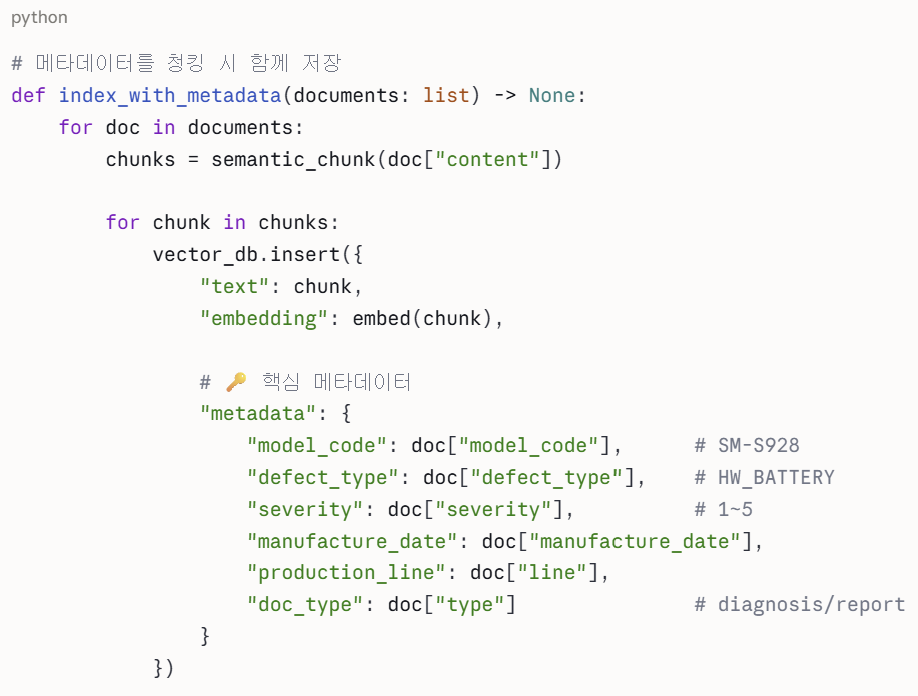 python
# 메타데이터를 청킹 시 함께 저장
def index_with_metadata(documents: list) -> None:
    for doc in documents:
        chunks = semantic_chunk(doc["content"])
        for chunk in chunks:
            vector_db.insert({
                "text": chunk,
                "embedding": embed(chunk),
                # 🔑 핵심 메타데이터
                "metadata": {
                    "model_code": doc["model_code"],      # SM-S928
                    "defect_type": doc["defect_type"],    # HW_BATTERY
                    "severity": doc["severity"],          # 1~5
                    "manufacture_date": doc["manufacture_date"],
                    "production_line": doc["line"],
                    "doc_type": doc["type"]               # diagnosis/report
                }
            })